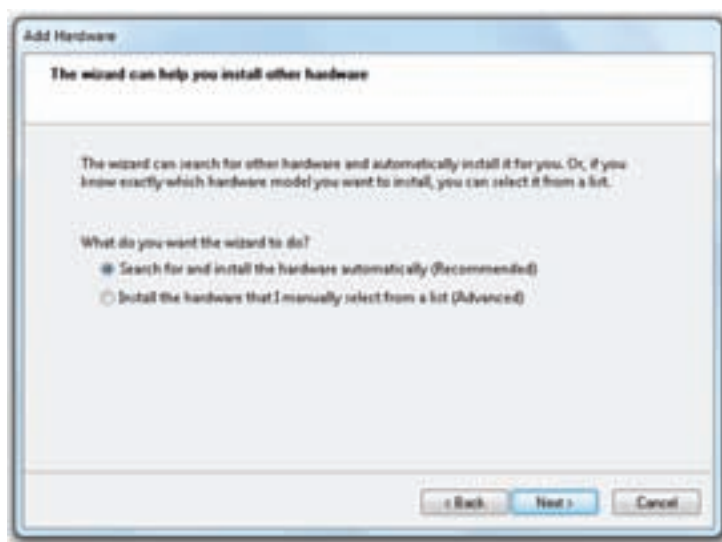 Add Hardware
The wizard can help you install other hardware
The wizard can search for other hardware and automatically install it for you. Or, if you
know exactly which hardware model you want to install, you can select it from a list.
What do you want the wizard to do?
Search for and install the hardware automatically (Recommended)
Install the hardware that I manually select from a list (Advanced)
< Back Next > Cancel